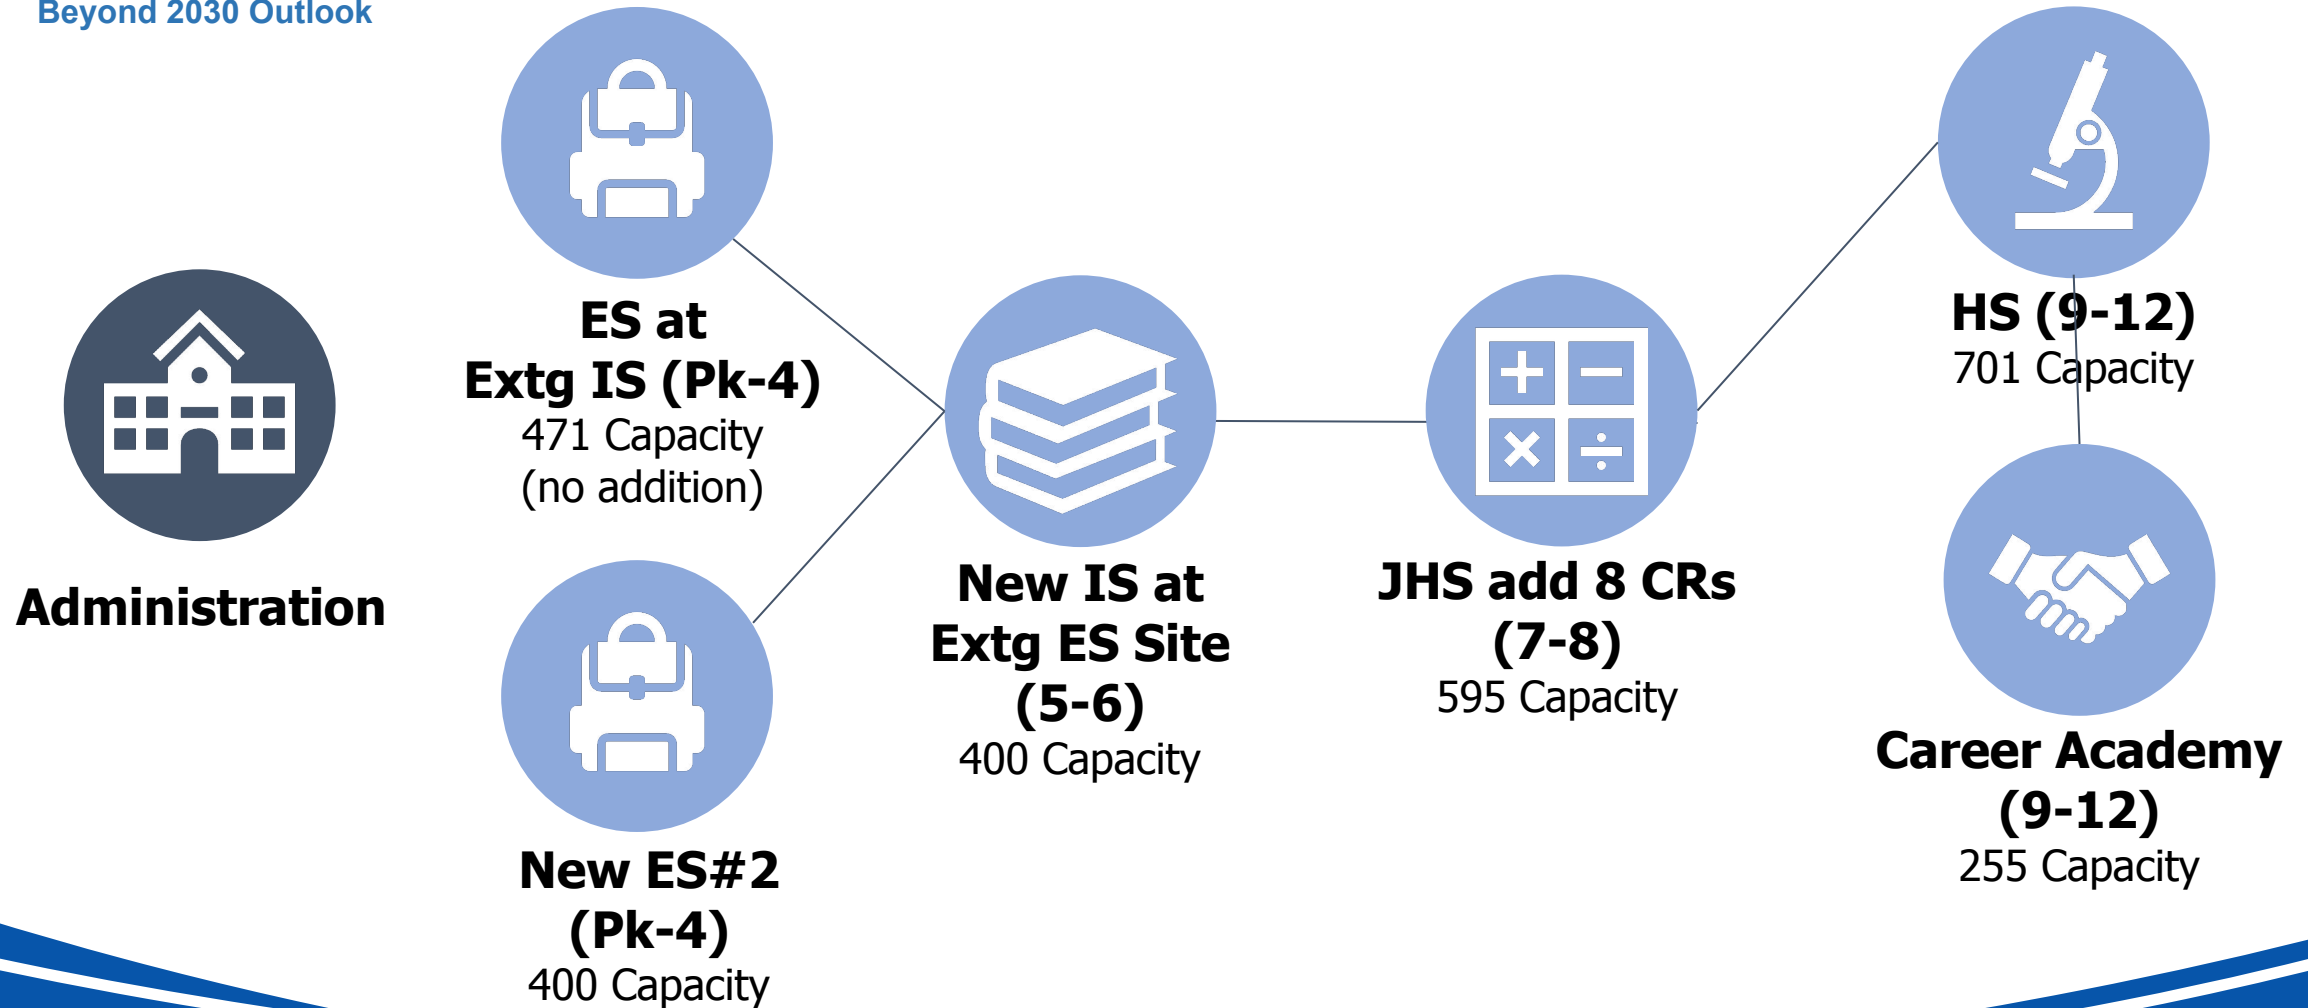 Beyond 2030 Outlook
Administration
ES at
Extg IS (Pk-4)
471 Capacity
(no addition)
New ES#2
(Pk-4)
400 Capacity
New IS at
Extg ES Site
(5-6)
400 Capacity
JHS add 8 CRs
(7-8)
595 Capacity
HS (9-12)
701 Capacity
Career Academy
(9-12)
255 Capacity